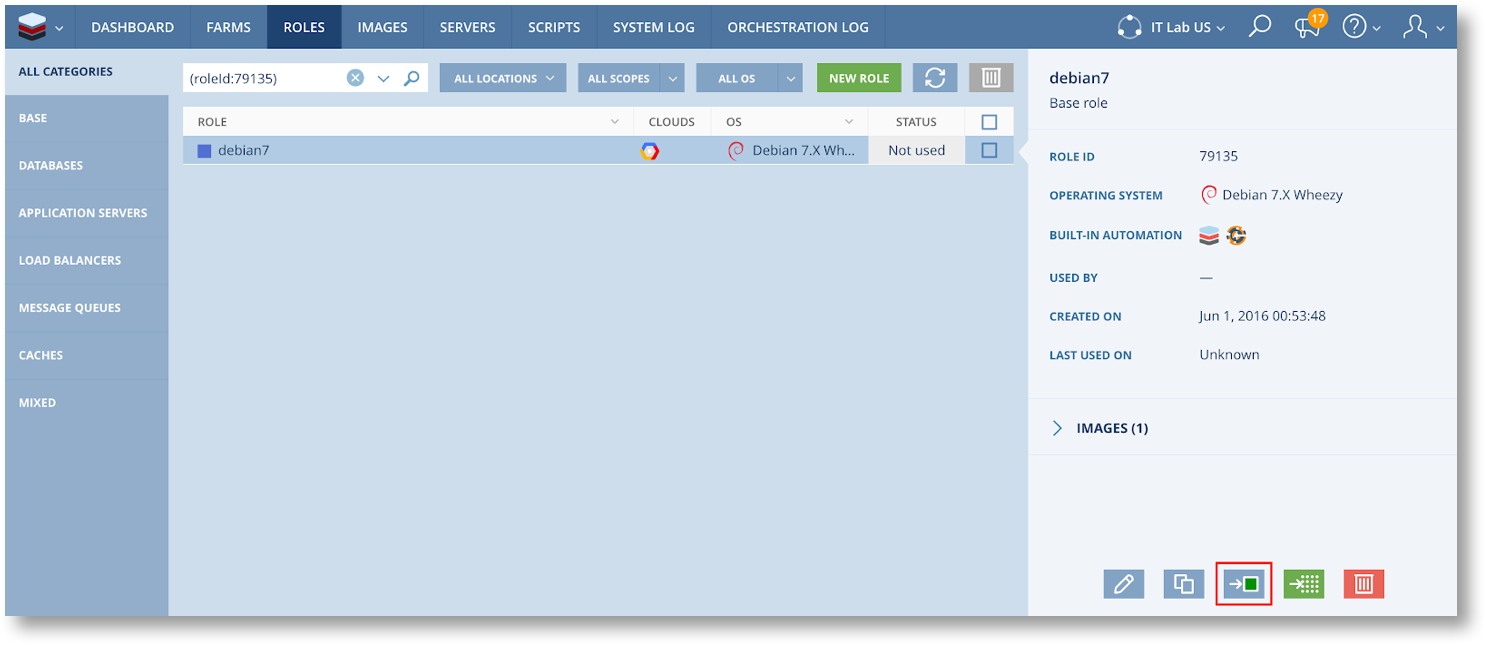 DASHBOARD FARMS ROLES IMAGES SERVERS SCRIPTS SYSTEM LOG ORCHESTRATION LOG IT Lab US 17
ALL CATEGORIES
BASE
DATABASES
APPLICATION SERVERS
LOAD BALANCERS
MESSAGE QUEUES
CACHES
MIXED
(roleId:79135) ALL LOCATIONS ALL SCOPES ALL OS NEW ROLE
ROLE CLOUDS OS STATUS
debian7 Debian 7.X Wh... Not used
debian7
Base role
ROLE ID 79135
OPERATING SYSTEM Debian 7.X Wheezy
BUILT-IN AUTOMATION
USED BY —
CREATED ON Jun 1, 2016 00:53:48
LAST USED ON Unknown
IMAGES (1)